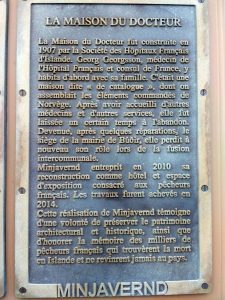 LA MAISON DU DOCTEUR
La Maison du Docteur fut construite en
1907 par la Société des Hôpitaux Français
d'Islande. Georg Georgsson, médecin de
l'Hôpital Français et consul de France, y
habita d'abord avec sa famille. C'était une
maison dite « de catalogue », dont on
assemblait les éléments commandés de
Norvège. Après avoir accueilli d'autres
médecins et d'autres services, elle fut
laissée un certain temps à l'abandon.
Devenue, après quelques réparations, le
siège de la mairie de Búðir, elle perdit à
nouveau son rôle lors de la fusion
intercommunale.
Minjavernd entreprit en 2010 sa
reconstruction comme hôtel et espace
d'exposition consacré aux pêcheurs
français. Les travaux furent achevés en
2014.
Cette réalisation de Minjavernd témoigne
d'une volonté de préserver le patrimoine
architectural et historique, ainsi que
d'honorer la mémoire des milliers de
pêcheurs français qui trouvèrent la mort
en Islande et ne revinrent jamais au pays.
MINJAVERND